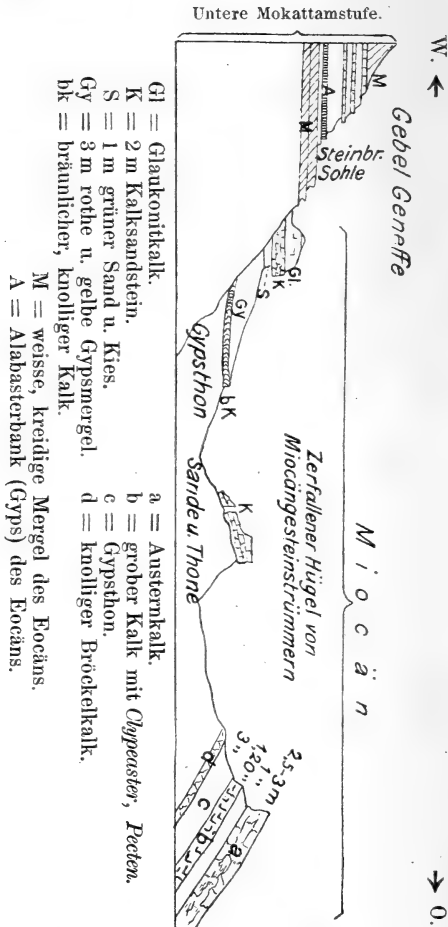 Untere Mokattamstufe.
W. ←
→ O.
Gebel Geneffe
Miocän
M
A
M
Steinbr.
Sohle
Gl.
K
S
Gy
bK
Gypsthon
Zerfallener Hügel von
Miocängesteinstrümmern
K
Sande u. Thone
2,5-3 m
1 "
1,20 "
3 "
d
c
b
a
Gl = Glaukonitkalk.
K = 2 m Kalksandstein.
S = 1 m grüner Sand u. Kies.
Gy = 3 m rothe u. gelbe Gypsmergel.
bk = bräunlicher, knolliger Kalk.
a = Austernkalk.
b = grober Kalk mit Clypeaster, Pecten.
c = Gypsthon.
d = knolliger Bröckelkalk.
M = weisse, kreidige Mergel des Eocäns.
A = Alabasterbank (Gyps) des Eocäns.